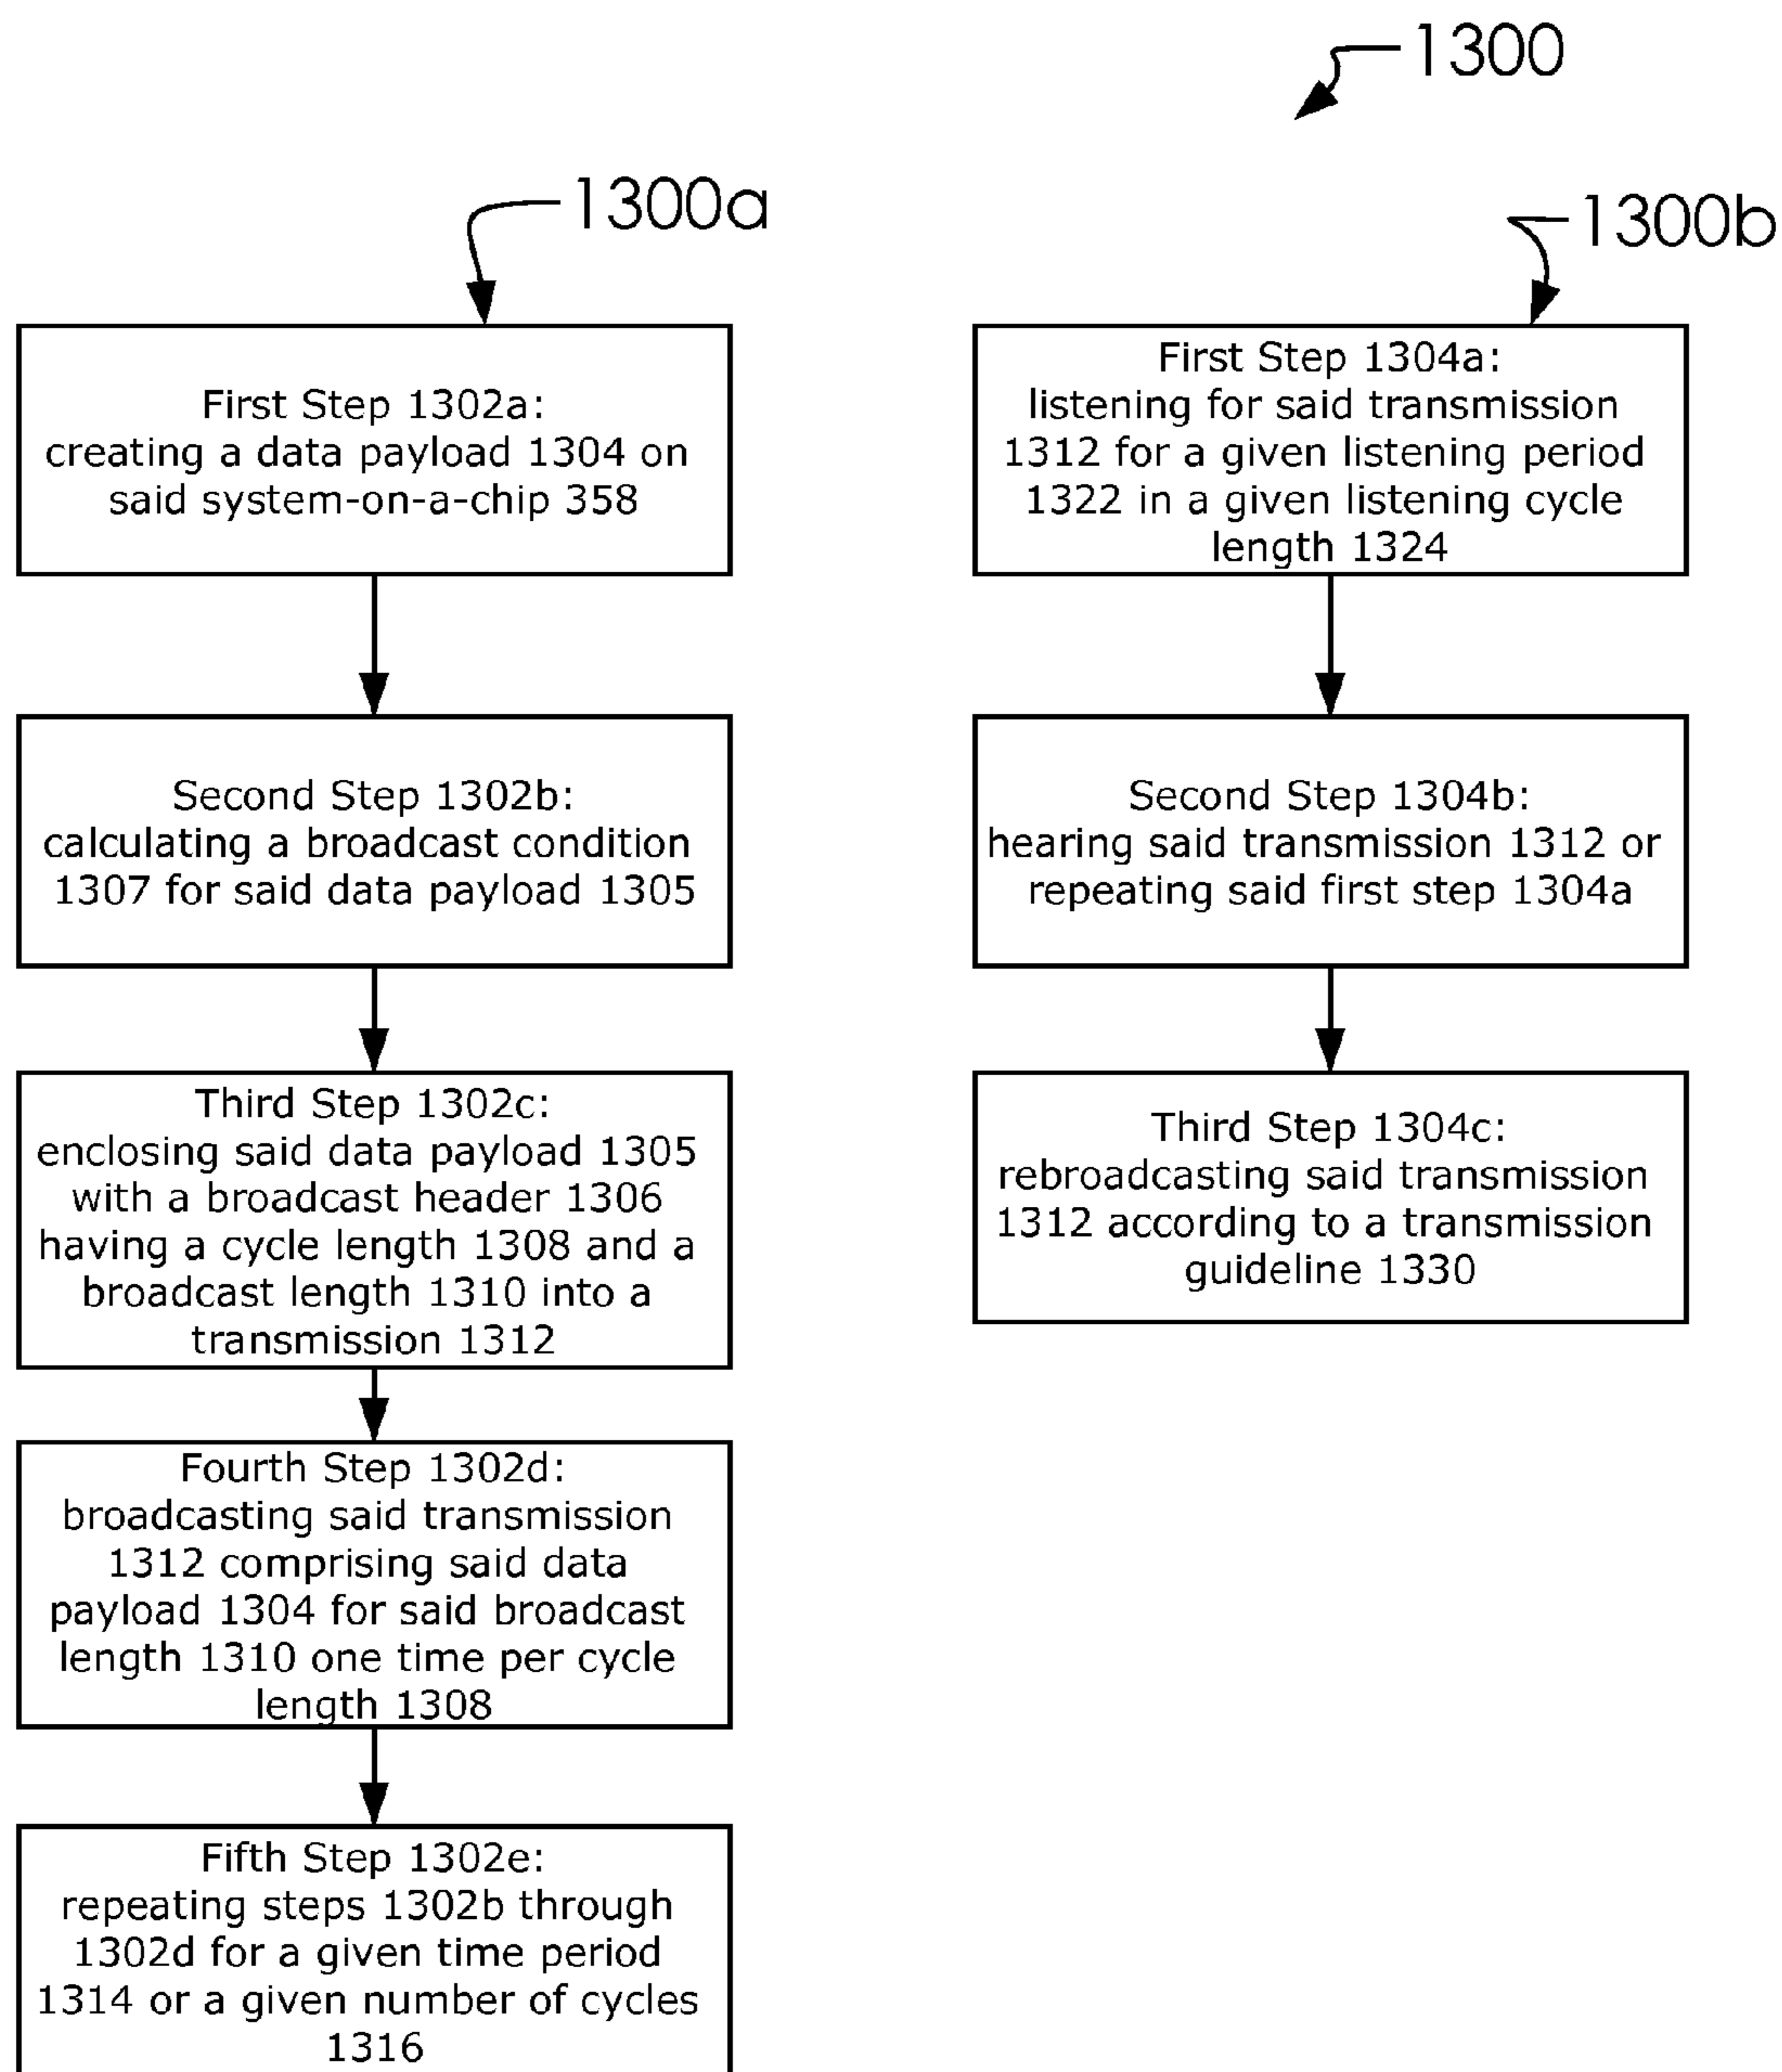 1300
1300a
1300b
First Step 1302a:
creating a data payload 1304 on
said system-on-a-chip 358
Second Step 1302b:
calculating a broadcast condition
1307 for said data payload 1305
Third Step 1302c:
enclosing said data payload 1305
with a broadcast header 1306
having a cycle length 1308 and a
broadcast length 1310 into a
transmission 1312
Fourth Step 1302d:
broadcasting said transmission
1312 comprising said data
payload 1304 for said broadcast
length 1310 one time per cycle
length 1308
Fifth Step 1302e:
repeating steps 1302b through
1302d for a given time period
1314 or a given number of cycles
1316
First Step 1304a:
listening for said transmission
1312 for a given listening period
1322 in a given listening cycle
length 1324
Second Step 1304b:
hearing said transmission 1312 or
repeating said first step 1304a
Third Step 1304c:
rebroadcasting said transmission
1312 according to a transmission
guideline 1330